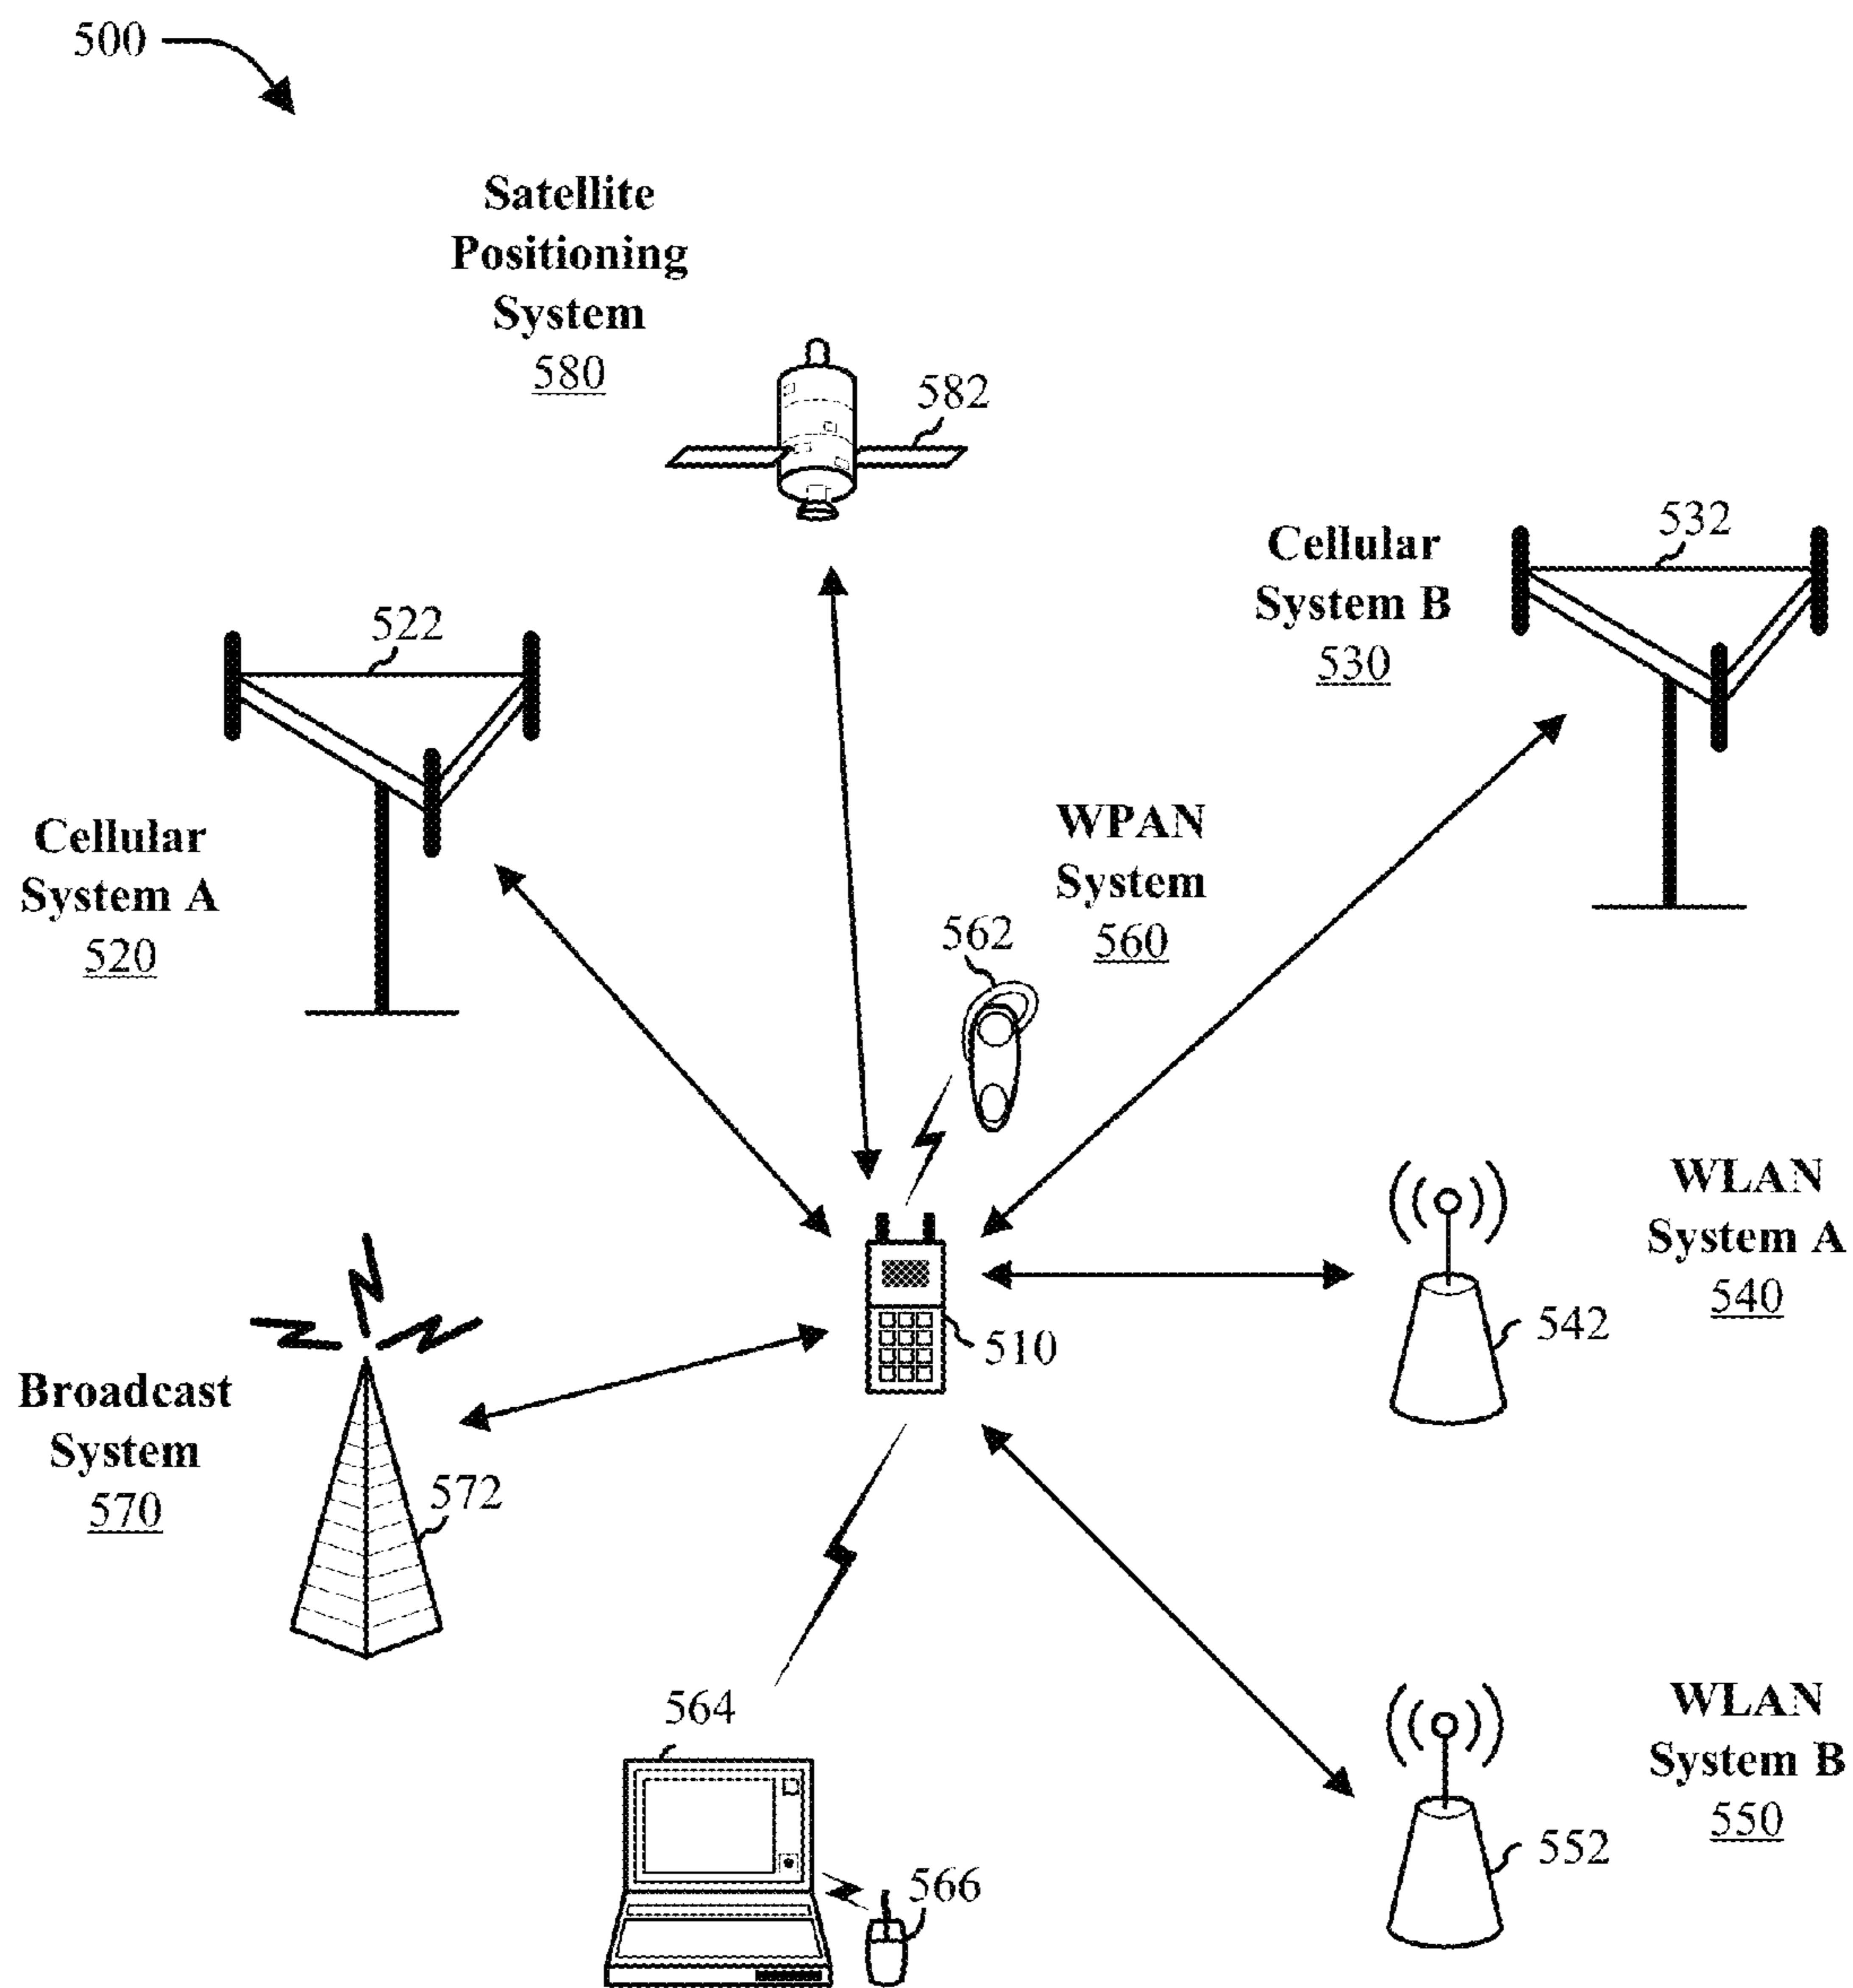 500
Satellite
Positioning
System
580
582
Cellular
System B
530
532
522
Cellular
System A
520
WPAN
System
560
562
WLAN
System A
540
542
510
Broadcast
System
570
572
564
566
WLAN
System B
550
552